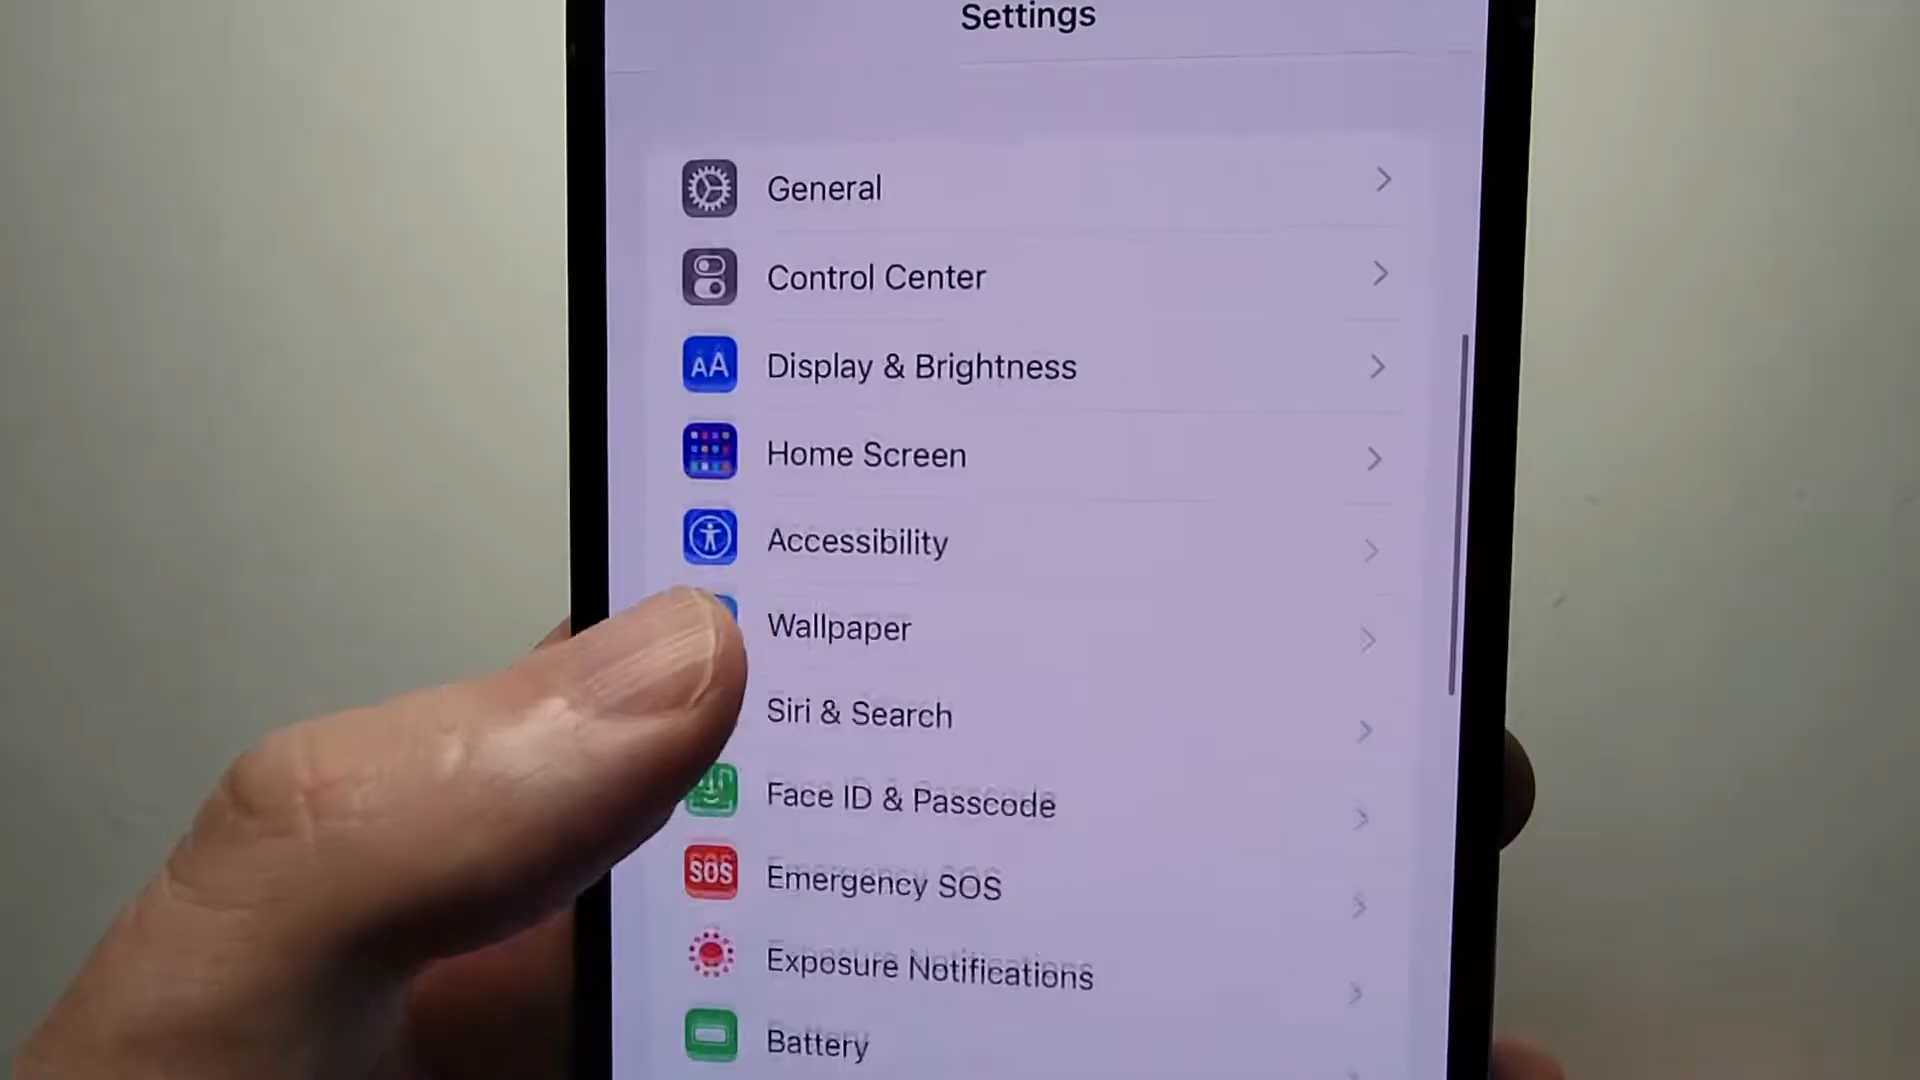 Settings
General
Control Center
AA Display & Brightness
Home Screen
Accessibility
Wallpaper
Siri & Search
Face ID & Passcode
SOS Emergency SOS
Exposure Notifications
Battery